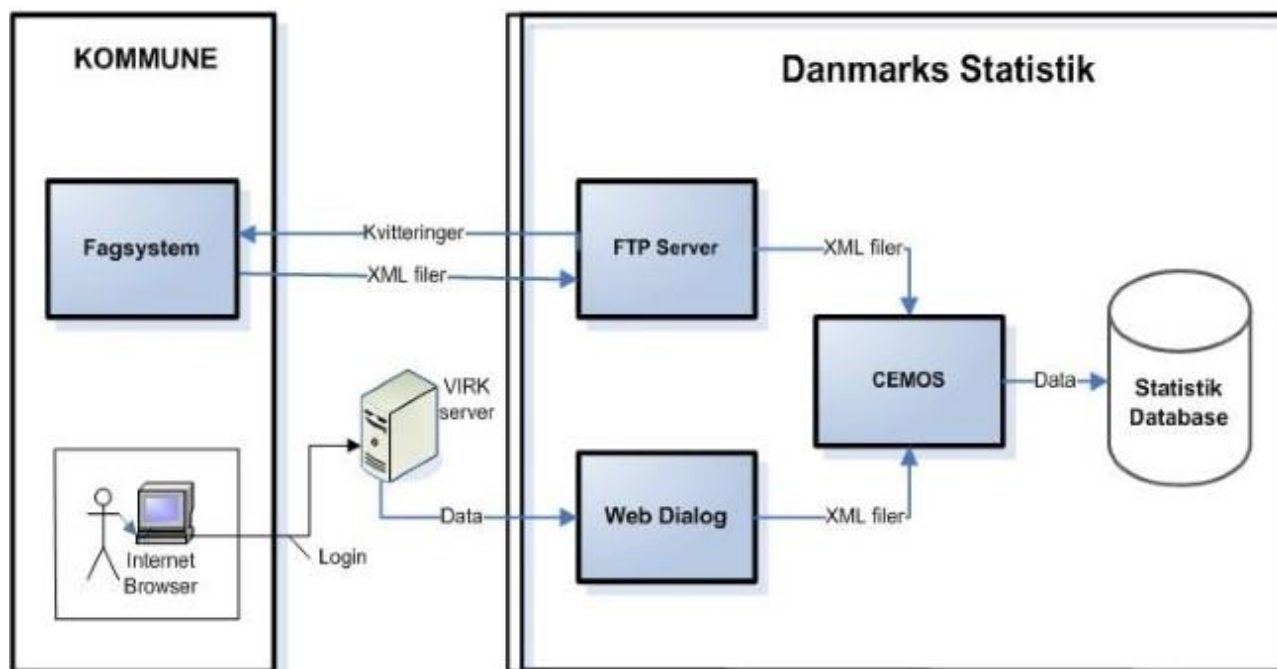 KOMMUNE
Danmarks Statistik
Fagsystem
Kvitteringer
XML filer
FTP Server
XML filer
CEMOS
Data
Statistik
Database
VIRK
server
Internet
Browser
Login
Data
Web Dialog
XML filer